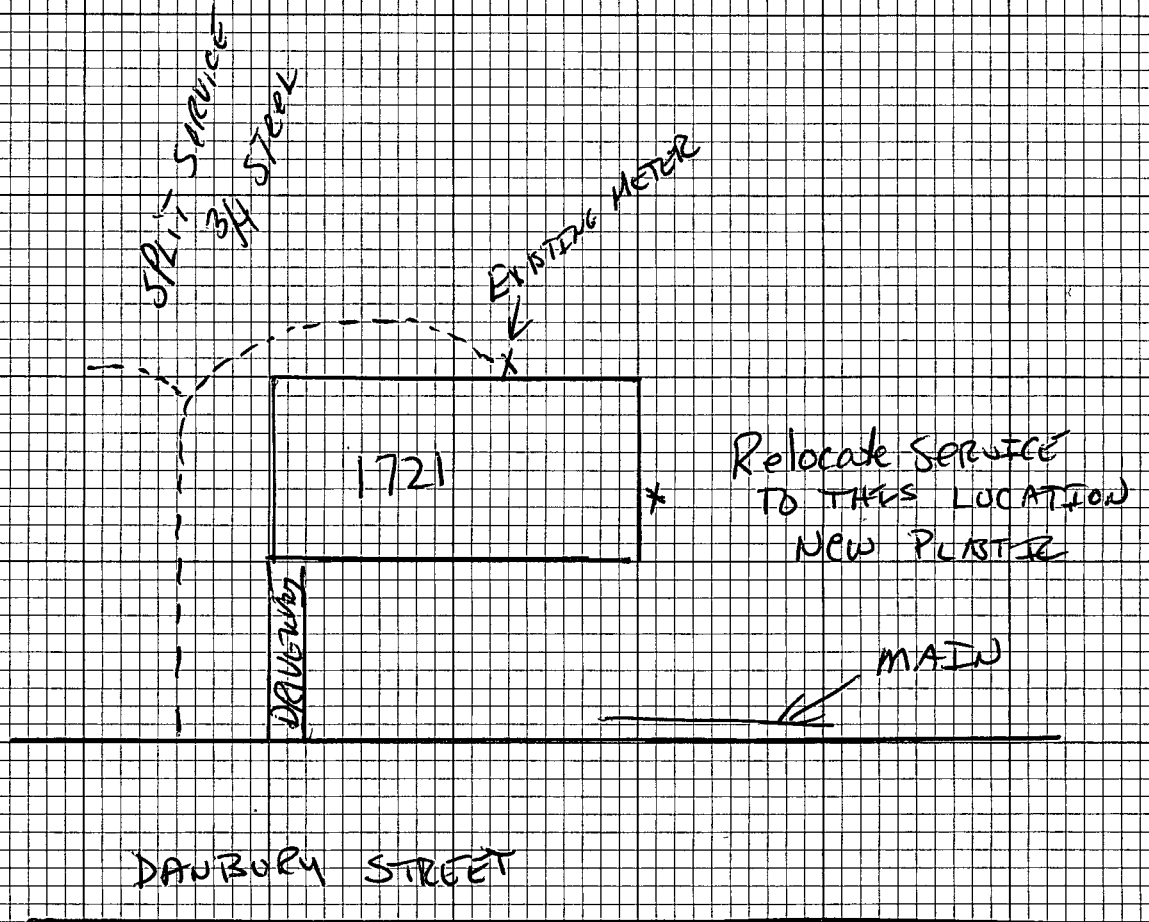 SPLIT SERVICE
3/4 STEEL
EXISTING METER
1721
Relocate SERVICE
TO THIS LOCATION
NEW PLASTIC
DRIVEWAY
MAIN
DANBURY STREET